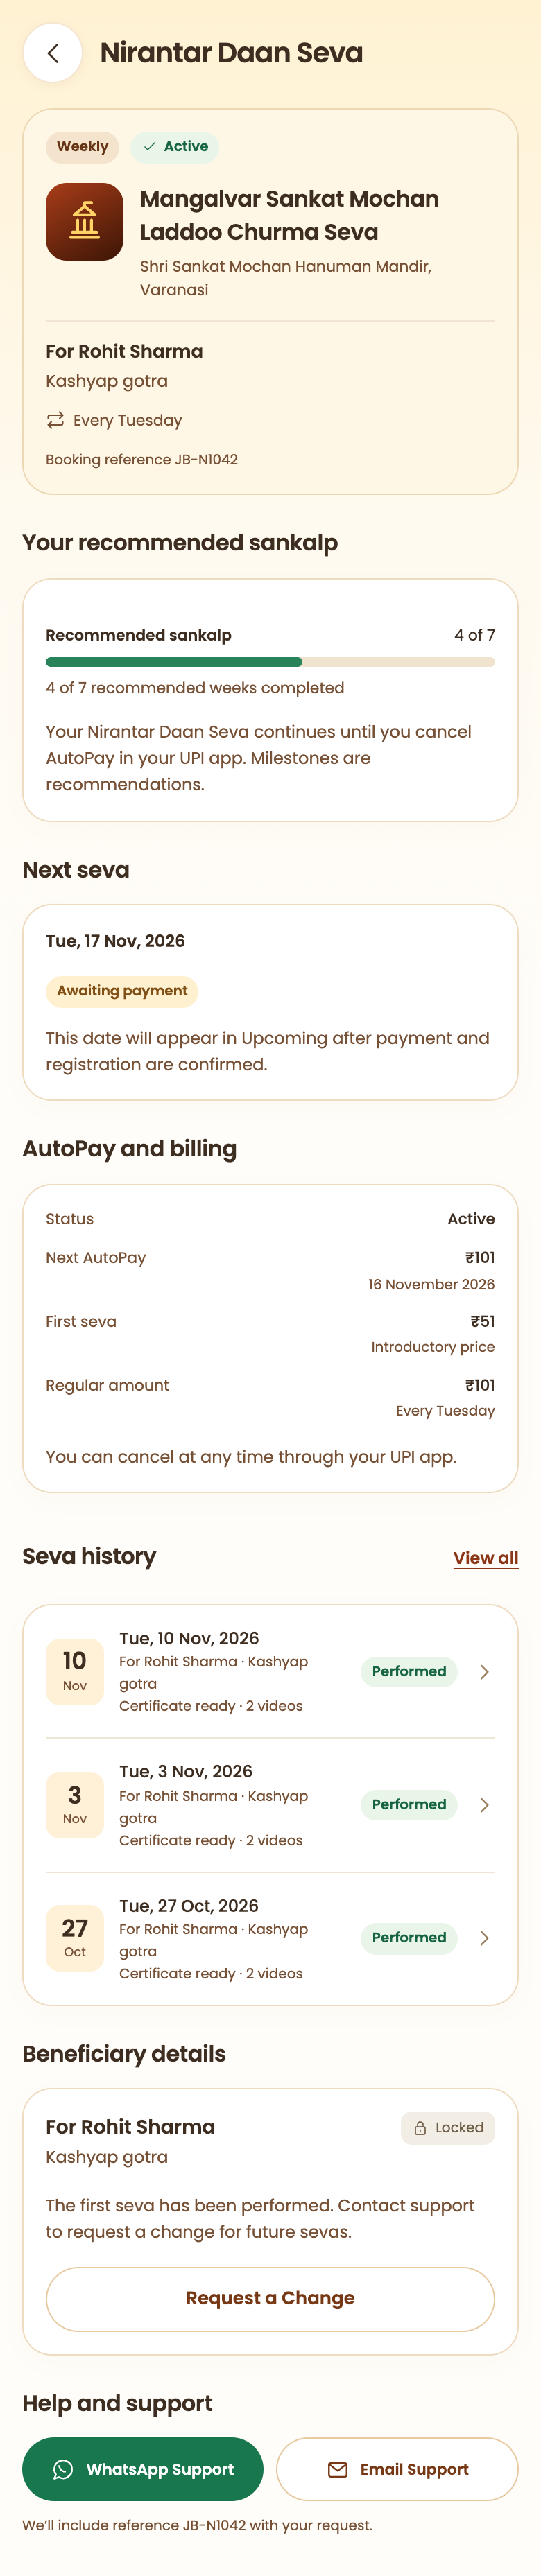 Nirantar Daan Seva
Weekly
Active
Mangalvar Sankat Mochan
Laddoo Churma Seva
Shri Sankat Mochan Hanuman Mandir,
Varanasi
For Rohit Sharma
Kashyap gotra
Every Tuesday
Booking reference JB-N1042
Your recommended sankalp
Recommended sankalp
4 of 7
4 of 7 recommended weeks completed
Your Nirantar Daan Seva continues until you cancel
AutoPay in your UPI app. Milestones are
recommendations.
Next seva
Tue, 17 Nov, 2026
Awaiting payment
This date will appear in Upcoming after payment and
registration are confirmed.
AutoPay and billing
Status
Active
Next AutoPay
₹101
16 November 2026
First seva
₹51
Introductory price
Regular amount
₹101
Every Tuesday
You can cancel at any time through your UPI app.
Seva history
View all
10
Nov
Tue, 10 Nov, 2026
For Rohit Sharma · Kashyap
gotra
Certificate ready · 2 videos
Performed
3
Nov
Tue, 3 Nov, 2026
For Rohit Sharma · Kashyap
gotra
Certificate ready · 2 videos
Performed
27
Oct
Tue, 27 Oct, 2026
For Rohit Sharma · Kashyap
gotra
Certificate ready · 2 videos
Performed
Beneficiary details
For Rohit Sharma
Locked
Kashyap gotra
The first seva has been performed. Contact support
to request a change for future sevas.
Request a Change
Help and support
WhatsApp Support
Email Support
We’ll include reference JB-N1042 with your request.